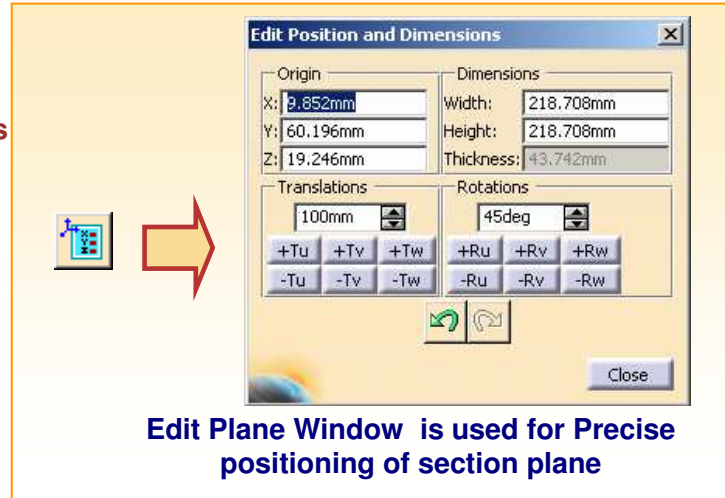 Edit Position and Dimensions
Origin
X: 9.852mm
Y: 60.196mm
Z: 19.246mm
Dimensions
Width: 218.708mm
Height: 218.708mm
Thickness: 43.742mm
Translations
100mm
+Tu +Tv +Tw
-Tu -Tv -Tw
Rotations
45deg
+Ru +Rv +Rw
-Ru -Rv -Rw
Close
s
Edit Plane Window is used for Precise
positioning of section plane